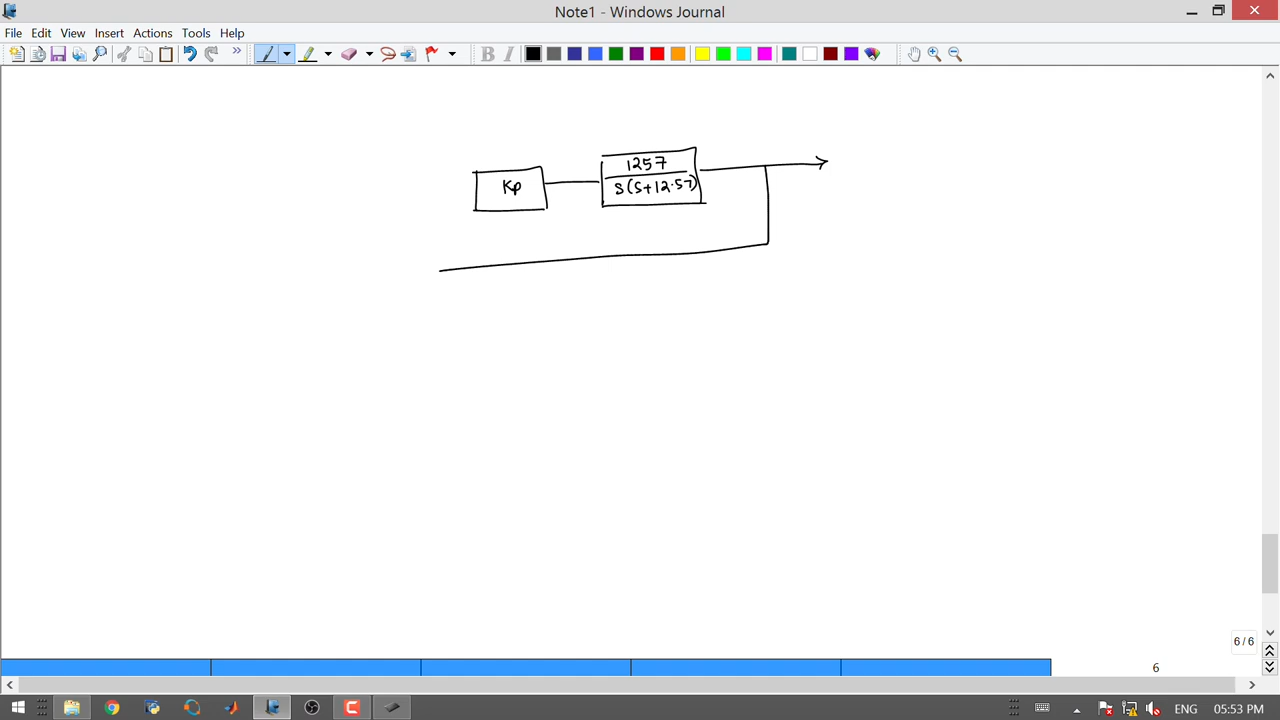 Note1 - Windows Journal
File Edit View Insert Actions Tools Help
B I
Kp
1257
s(s+12.57)
6 / 6
6
ENG 05:53 PM